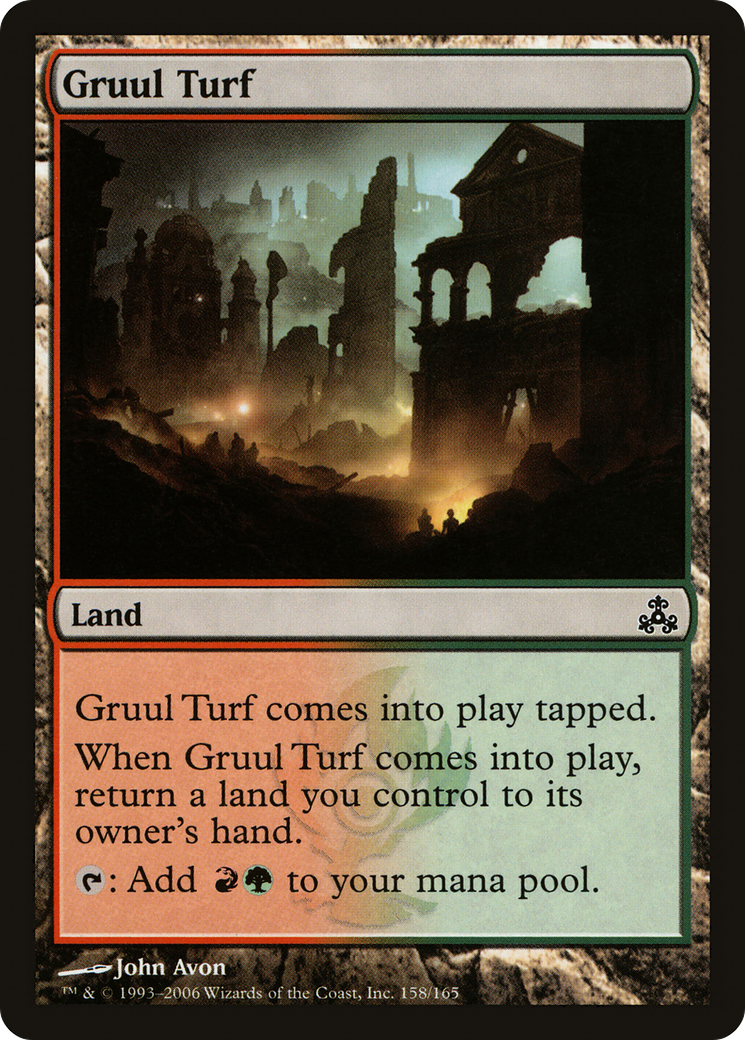 Gruul Turf
Land
Gruul Turf comes into play tapped.
When Gruul Turf comes into play,
return a land you control to its
owner's hand.
: Add to your mana pool.
John Avon
™ & © 1993–2006 Wizards of the Coast, Inc. 158/165